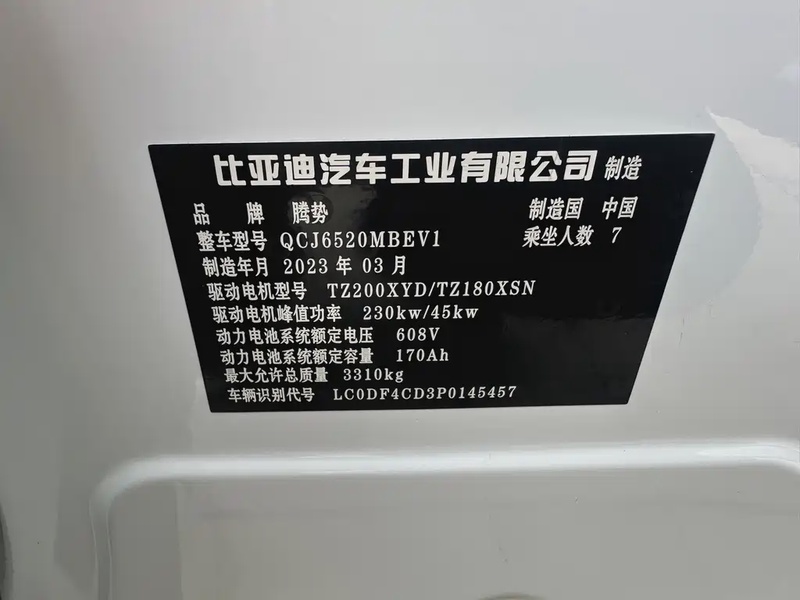 比亚迪汽车工业有限公司 制造
品 牌 腾势 制造国 中国
整车型号 QCJ6520MBEV1 乘坐人数 7
制造年月 2023 年 03 月
驱动电机型号 TZ200XYD/TZ180XSN
驱动电机峰值功率 230kw/45kw
动力电池系统额定电压 608V
动力电池系统额定容量 170Ah
最大允许总质量 3310kg
车辆识别代号 LC0DF4CD3P0145457